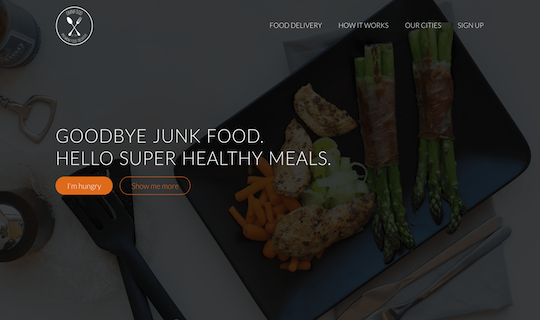 FOOD DELIVERY HOW IT WORKS OUR CITIES SIGN UP
GOODBYE JUNK FOOD.
HELLO SUPER HEALTHY MEALS.
I'm hungry Show me more